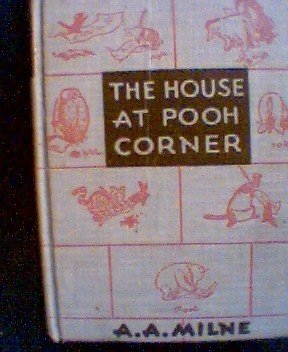 THE HOUSE
AT POOH
CORNER
A.A.MILNE